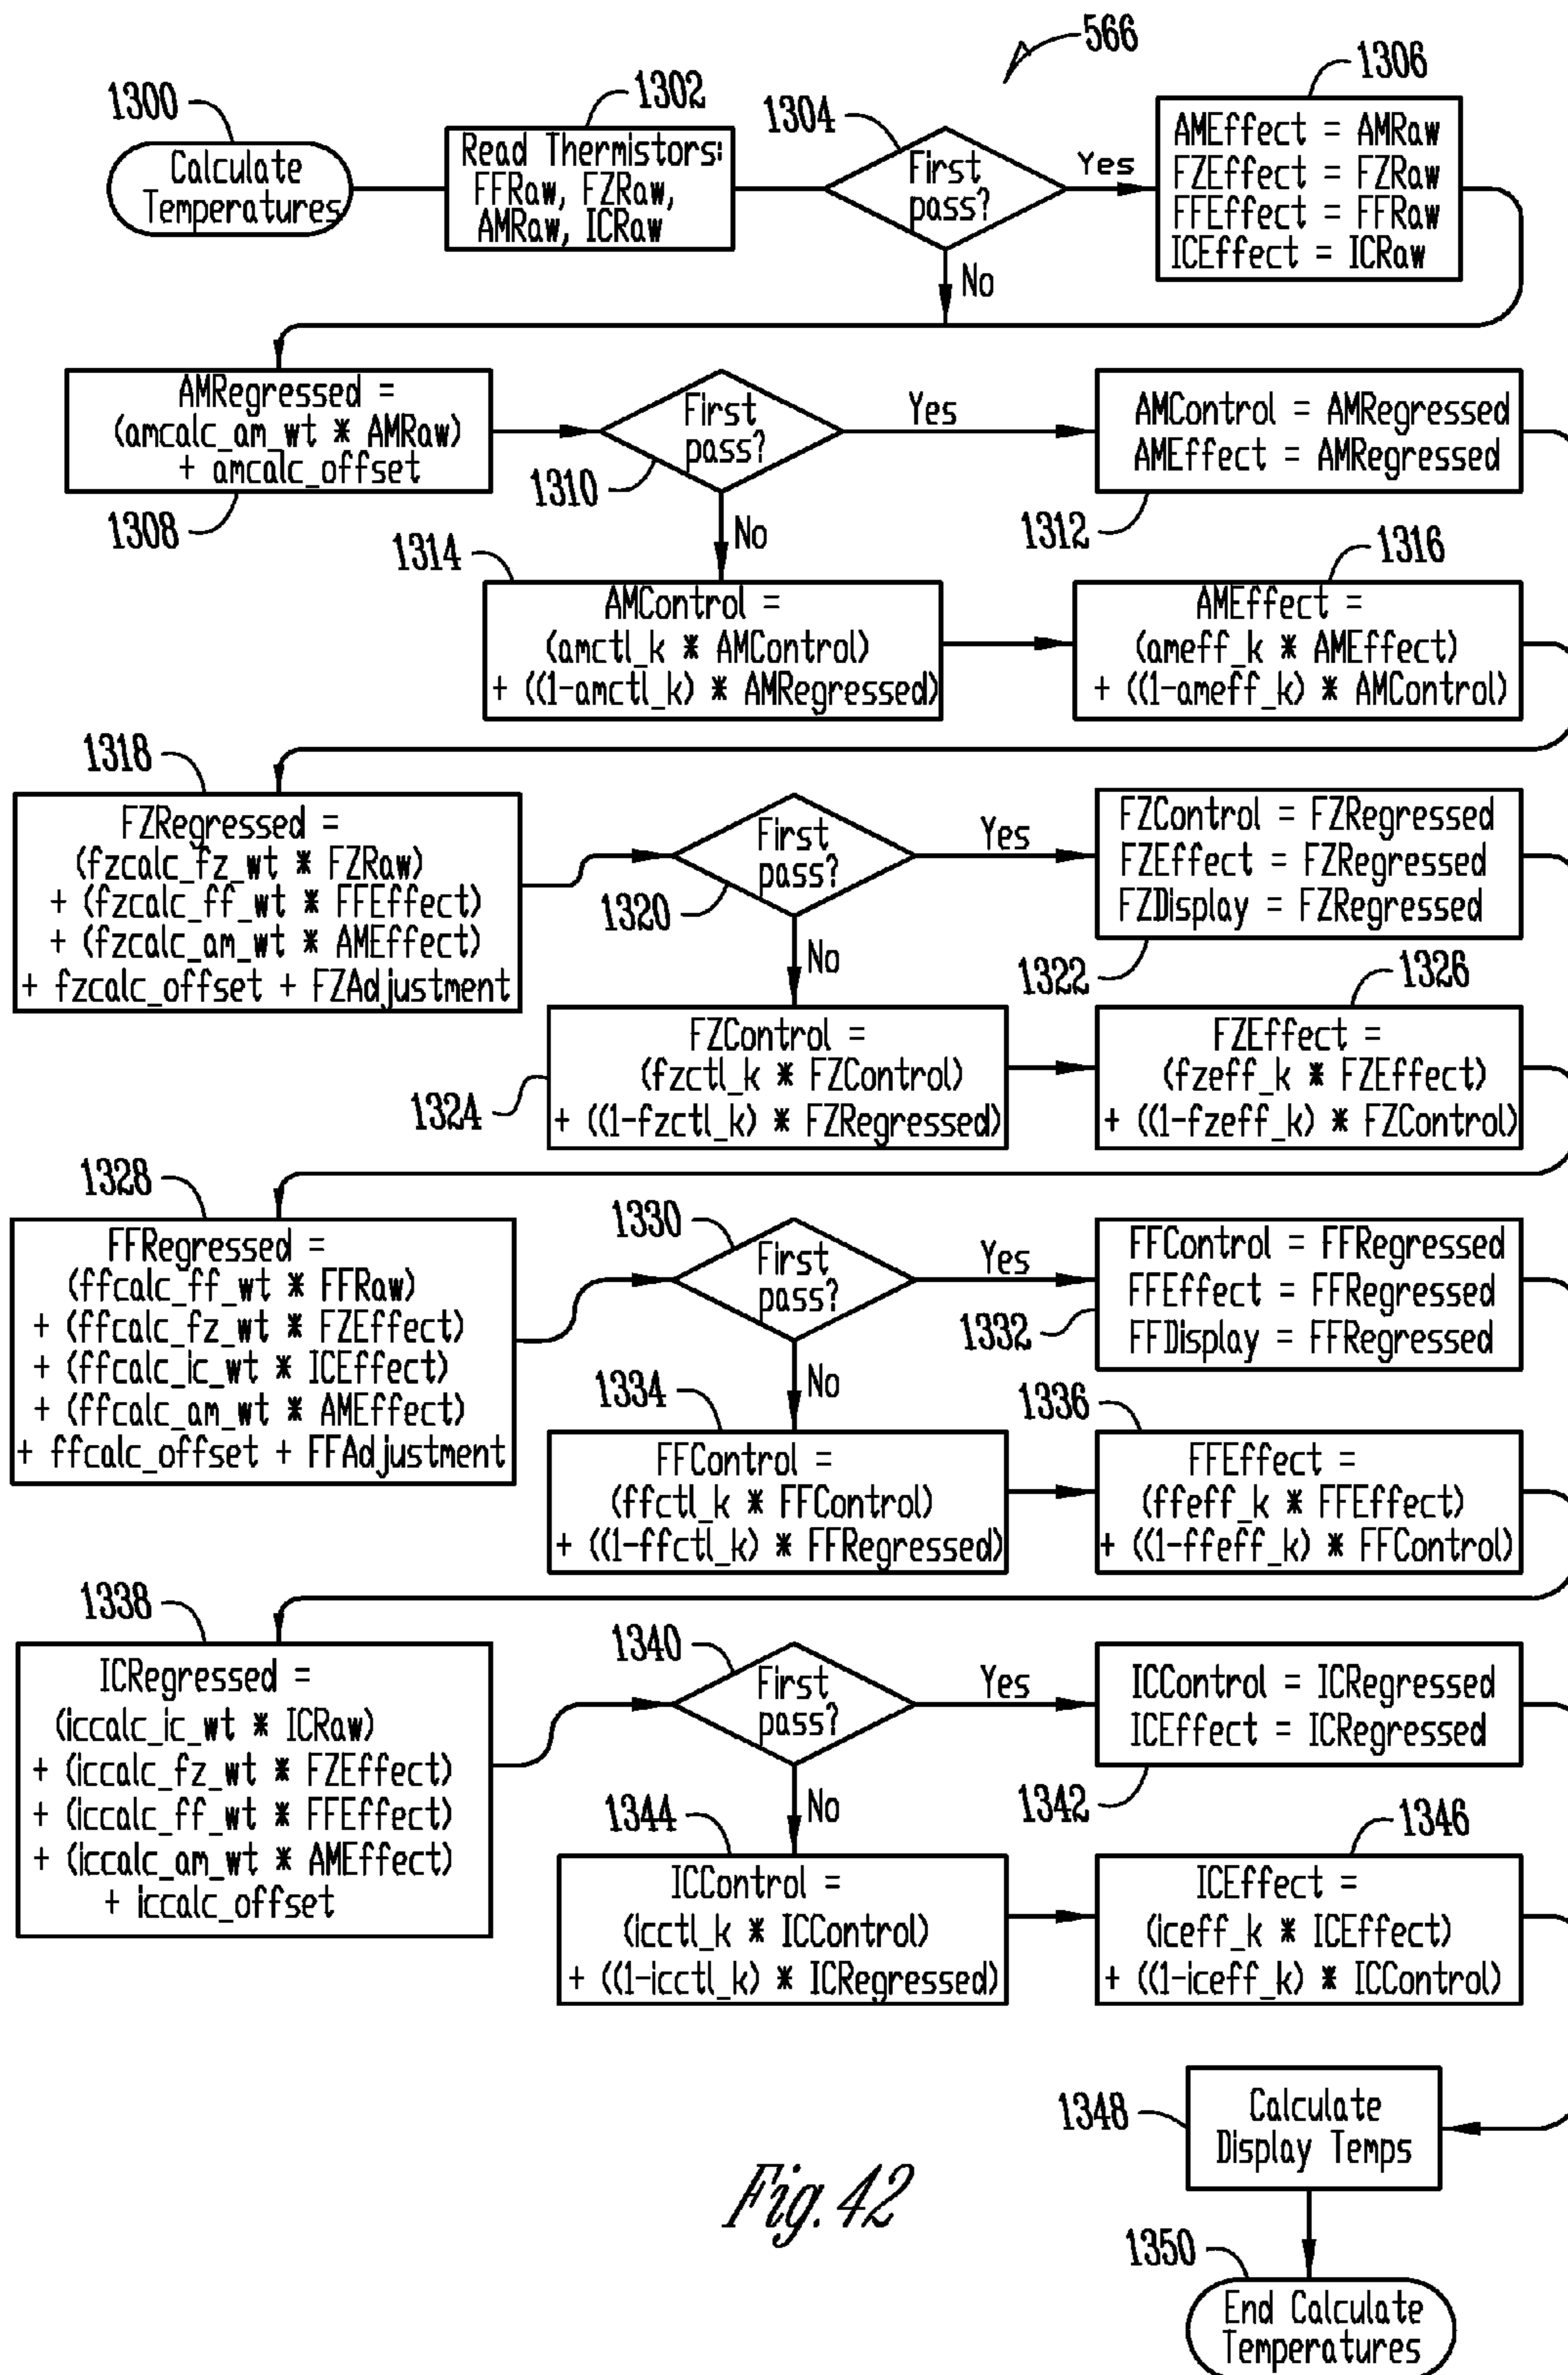 566
1300
Calculate
Temperatures
1302
Read Thermistors:
FFRaw, FZRaw,
AMRaw, ICRaw
1304
First
pass?
Yes
No
1306
AMEffect = AMRaw
FZEffect = FZRaw
FFEffect = FFRaw
ICEffect = ICRaw
AMRegressed =
(amcalc_am_wt * AMRaw)
+ amcalc_offset
1308
First
pass?
1310
Yes
No
AMControl = AMRegressed
AMEffect = AMRegressed
1312
1314
AMControl =
(amctl_k * AMControl)
+ ((1-amctl_k) * AMRegressed)
1316
AMEffect =
(ameff_k * AMEffect)
+ ((1-ameff_k) * AMControl)
1318
FZRegressed =
(fzcalc_fz_wt * FZRaw)
+ (fzcalc_ff_wt * FFEffect)
+ (fzcalc_am_wt * AMEffect)
+ fzcalc_offset + FZAdjustment
First
pass?
1320
Yes
No
FZControl = FZRegressed
FZEffect = FZRegressed
FZDisplay = FZRegressed
1322
1324
FZControl =
(fzctl_k * FZControl)
+ ((1-fzctl_k) * FZRegressed)
1326
FZEffect =
(fzeff_k * FZEffect)
+ ((1-fzeff_k) * FZControl)
1328
FFRegressed =
(ffcalc_ff_wt * FFRaw)
+ (ffcalc_fz_wt * FZEffect)
+ (ffcalc_ic_wt * ICEffect)
+ (ffcalc_am_wt * AMEffect)
+ ffcalc_offset + FFAdjustment
1330
First
pass?
Yes
No
FFControl = FFRegressed
FFEffect = FFRegressed
FFDisplay = FFRegressed
1332
1334
FFControl =
(ffctl_k * FFControl)
+ ((1-ffctl_k) * FFRegressed)
1336
FFEffect =
(ffeff_k * FFEffect)
+ ((1-ffeff_k) * FFControl)
1338
ICRegressed =
(iccalc_ic_wt * ICRaw)
+ (iccalc_fz_wt * FZEffect)
+ (iccalc_ff_wt * FFEffect)
+ (iccalc_am_wt * AMEffect)
+ iccalc_offset
1340
First
pass?
Yes
No
ICControl = ICRegressed
ICEffect = ICRegressed
1342
1344
ICControl =
(icctl_k * ICControl)
+ ((1-icctl_k) * ICRegressed)
1346
ICEffect =
(iceff_k * ICEffect)
+ ((1-iceff_k) * ICControl)
1348
Calculate
Display Temps
Fig. 42
1350
End Calculate
Temperatures